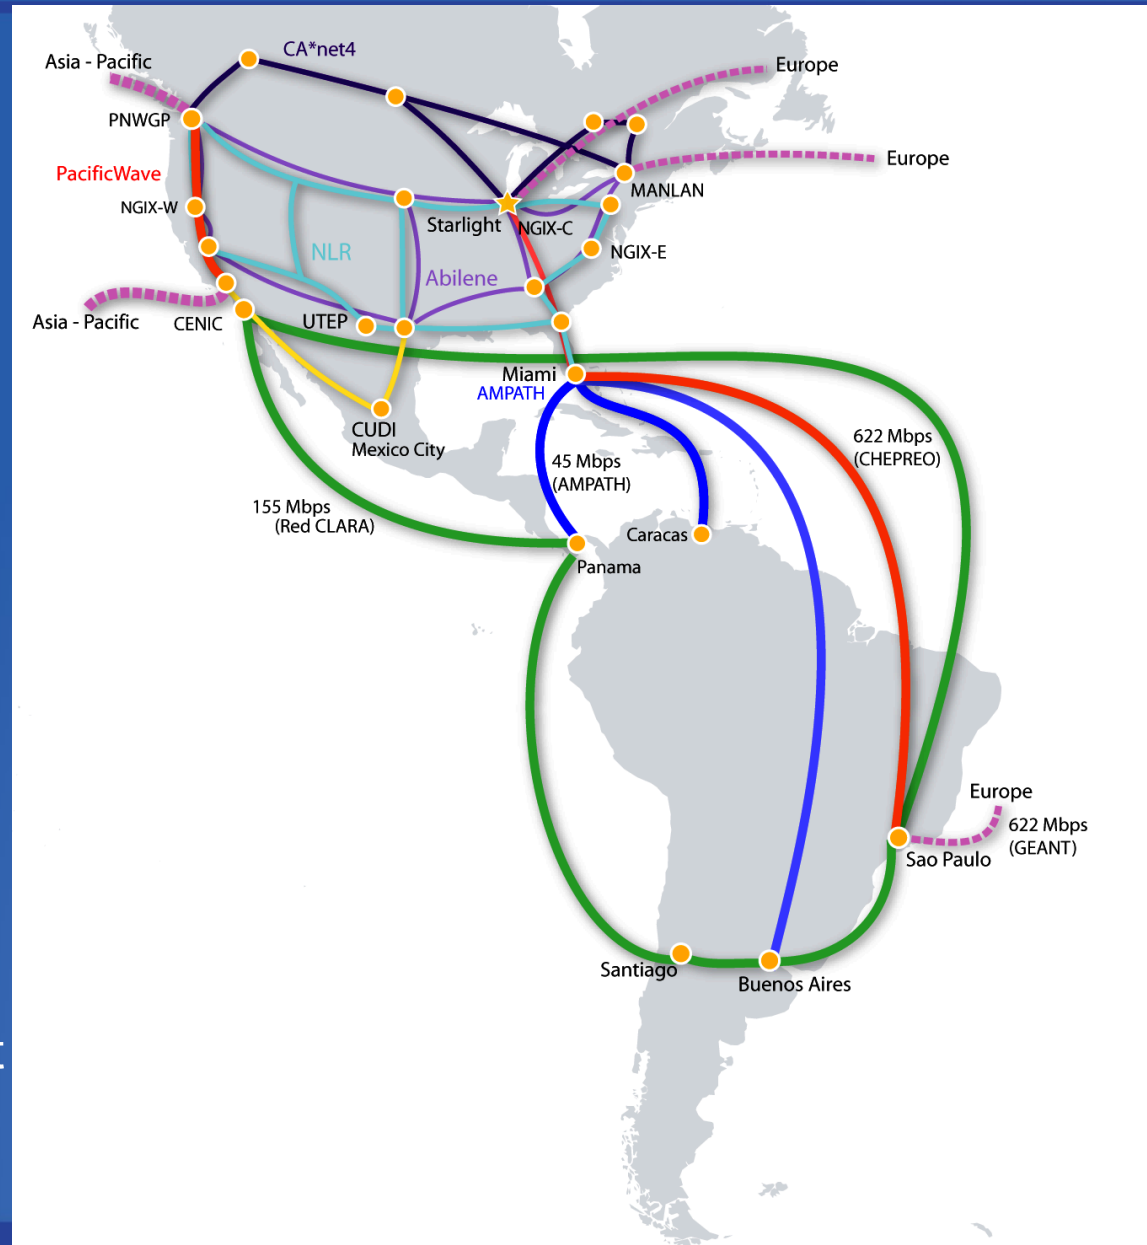 CA*net4
Asia - Pacific
Europe
PNWGP
Europe
PacificWave
MANLAN
NGIX-W
Starlight
NGIX-C
NLR
NGIX-E
Abilene
Asia - Pacific
CENIC
UTEP
Miami
AMPATH
CUDI
Mexico City
622 Mbps
(CHEPREO)
45 Mbps
(AMPATH)
155 Mbps
(Red CLARA)
Caracas
Panama
Europe
622 Mbps
(GEANT)
Sao Paulo
Santiago
Buenos Aires